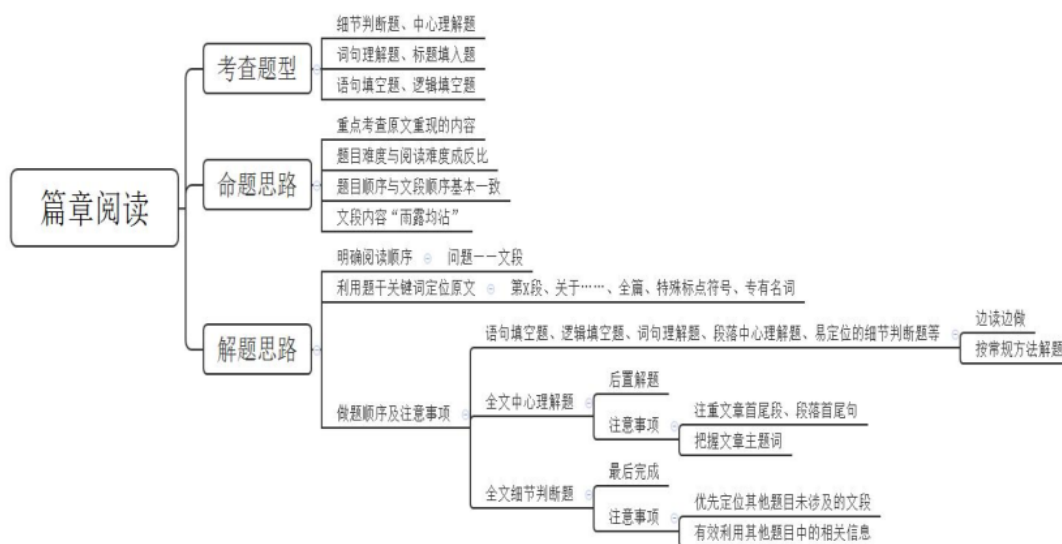 篇章阅读
考查题型
细节判断题、中心理解题
词句理解题、标题填入题
语句填空题、逻辑填空题
命题思路
重点考查原文重现的内容
题目难度与阅读难度成反比
题目顺序与文段顺序基本一致
文段内容“雨露均沾”
解题思路
明确阅读顺序
问题——文段
利用题干关键词定位原文
第X段、关于……、全篇、特殊标点符号、专有名词
做题顺序及注意事项
语句填空题、逻辑填空题、词句理解题、段落中心理解题、易定位的细节判断题等
边读边做
按常规方法解题
全文中心理解题
后置解题
注意事项
注重文章首尾段、段落首尾句
把握文章主题词
全文细节判断题
最后完成
注意事项
优先定位其他题目未涉及的文段
有效利用其他题目中的相关信息